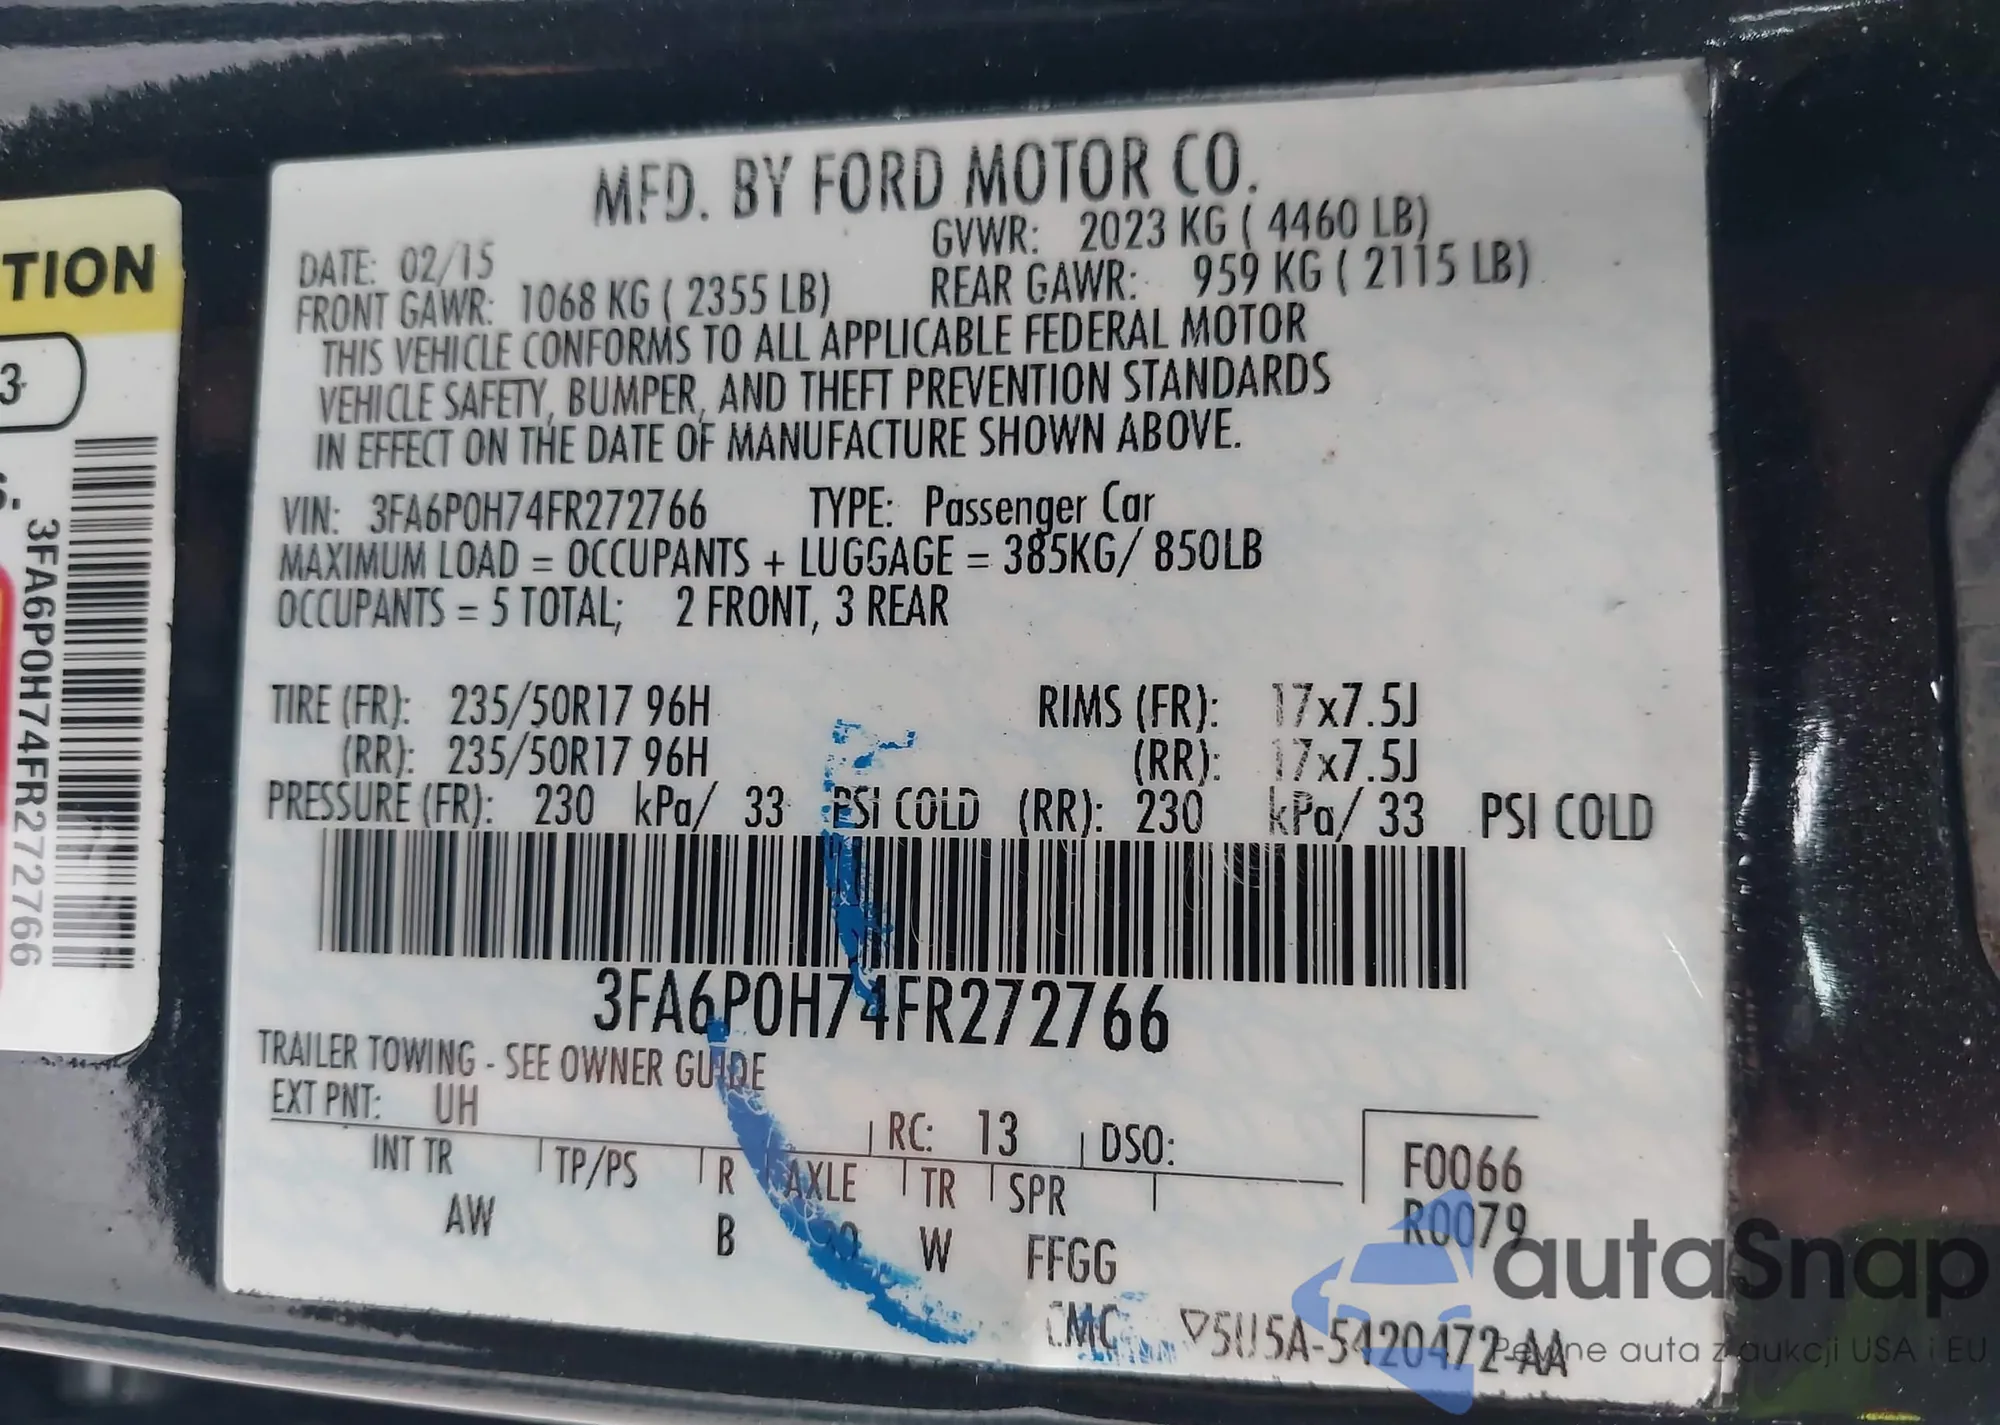 TION
3
3FA6P0H74FR272766
MFD. BY FORD MOTOR CO.
DATE: 02/15 GVWR: 2023 KG ( 4460 LB)
FRONT GAWR: 1068 KG ( 2355 LB) REAR GAWR: 959 KG ( 2115 LB)
THIS VEHICLE CONFORMS TO ALL APPLICABLE FEDERAL MOTOR
VEHICLE SAFETY, BUMPER, AND THEFT PREVENTION STANDARDS
IN EFFECT ON THE DATE OF MANUFACTURE SHOWN ABOVE.
VIN: 3FA6P0H74FR272766 TYPE: Passenger Car
MAXIMUM LOAD = OCCUPANTS + LUGGAGE = 385KG/ 850LB
OCCUPANTS = 5 TOTAL; 2 FRONT, 3 REAR
TIRE (FR): 235/50R17 96H RIMS (FR): 17x7.5J
(RR): 235/50R17 96H (RR): 17x7.5J
PRESSURE (FR): 230 kPa/ 33 PSI COLD (RR): 230 kPa/ 33 PSI COLD
3FA6P0H74FR272766
TRAILER TOWING - SEE OWNER GUIDE
EXT PNT: UH RC: 13 DSO:
INT TR TP/PS R AXLE TR SPR F0066
AW B W FFGG R0079
CMC ▽5U5A-5420472-AA
autaSnap
Pewne auta z aukcji USA i EU